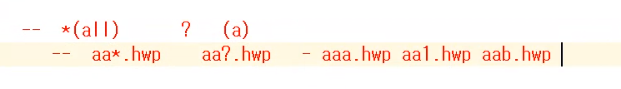 -- *(all) ? (a)
-- aa*.hwp aa?.hwp - aaa.hwp aa1.hwp aab.hwp